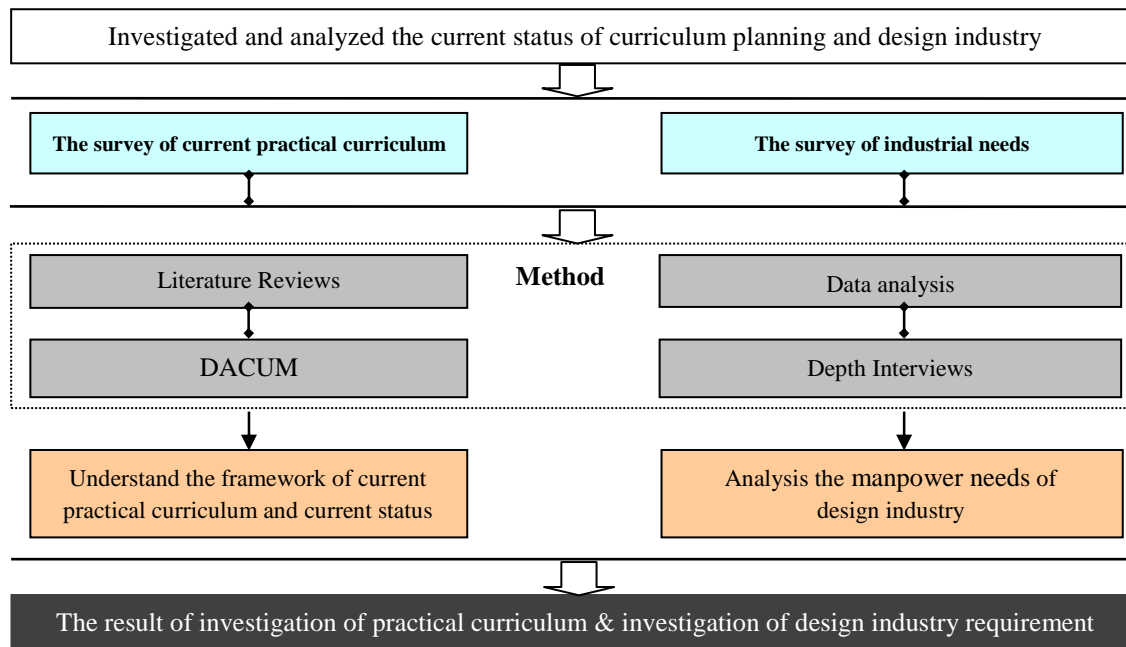 Investigated and analyzed the current status of curriculum planning and design industry
The survey of current practical curriculum
The survey of industrial needs
Literature Reviews
Method
Data analysis
DACUM
Depth Interviews
Understand the framework of current
practical curriculum and current status
Analysis the manpower needs of
design industry
The result of investigation of practical curriculum & investigation of design industry requirement